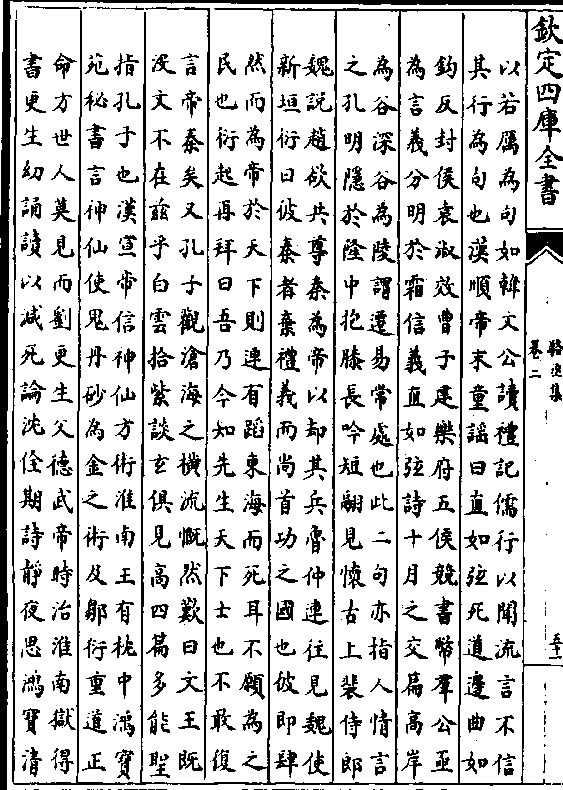 欽定四庫全書
駱丞集
卷二
五十一
以若厲為句如韓文公讀禮記儒行以聞流言不信
其行為句也漢順帝末童謡曰直如弦死道邊曲如
鈎反封侯袁淑效曹子建樂府五侯競書幣羣公亟
為言義分明於霜信義直如弦詩十月之交篇高岸
為谷深谷為陵謂遷易常處也此二句亦指人情言
之孔明隱於隆中抱膝長吟短翮見懷古上裴侍郎
魏説趙欲共尊秦為帝以却其兵魯仲連往見魏使
新垣衍曰彼秦者棄禮義而尚首功之國也彼即肆
然而為帝於天下則連有蹈東海而死耳不願為之
民也衍起再拜曰吾乃今知先生天下士也不敢復
言帝秦矣又孔子觀滄海之横流慨然歎曰文王既
没文不在兹乎白雲拾紫談玄俱見高四篇多能聖
指孔子也漢宣帝信神仙方術淮南王有枕中鴻寳
苑秘書言神仙使鬼丹砂為金之術及鄒衍重道正
命方世人莫見而劉更生父德武帝時治淮南獄得
書更生幼誦讀以減死論沈佺期詩靜夜思鴻寳清